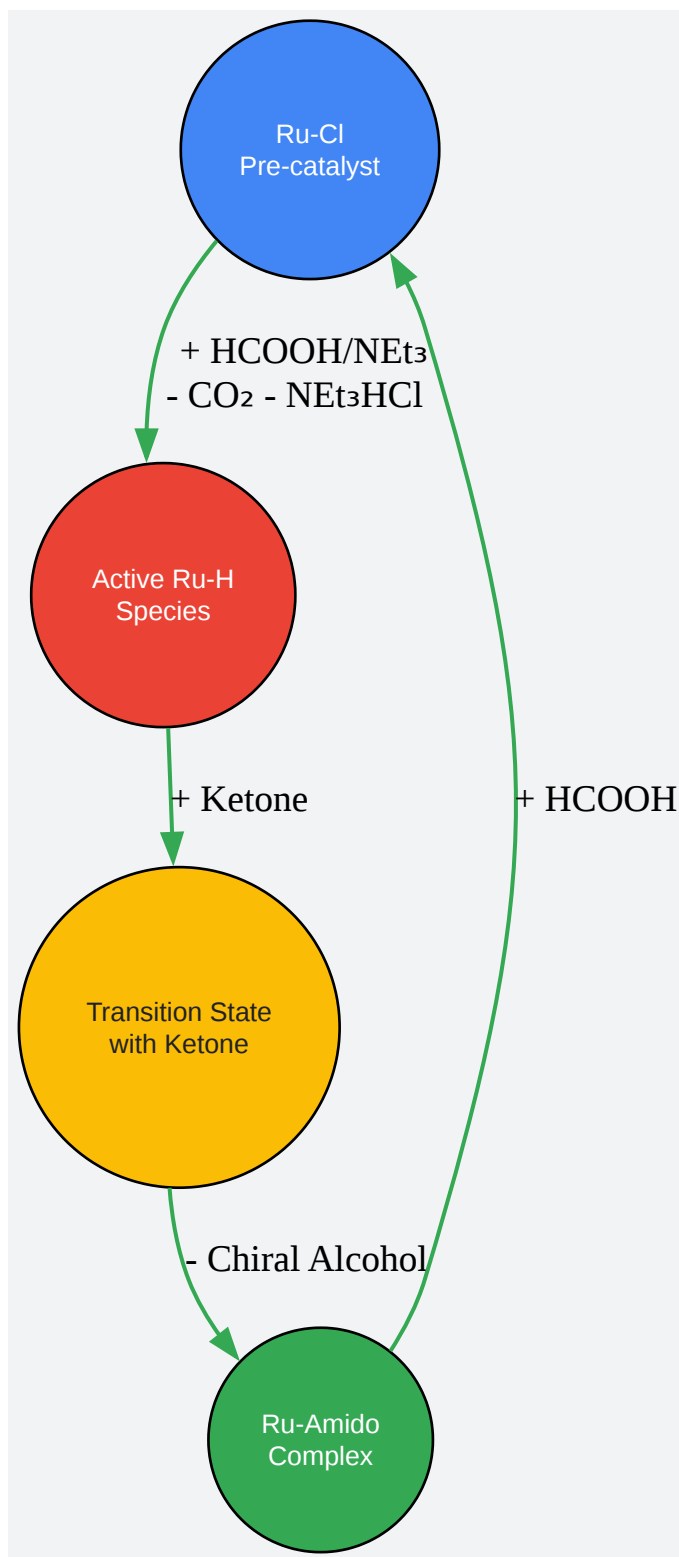 Ru-Cl
Pre-catalyst
+ HCOOH/NEt₃
- CO₂ - NEt₃HCl
Active Ru-H
Species
+ Ketone
+ HCOOH
Transition State
with Ketone
- Chiral Alcohol
Ru-Amido
Complex